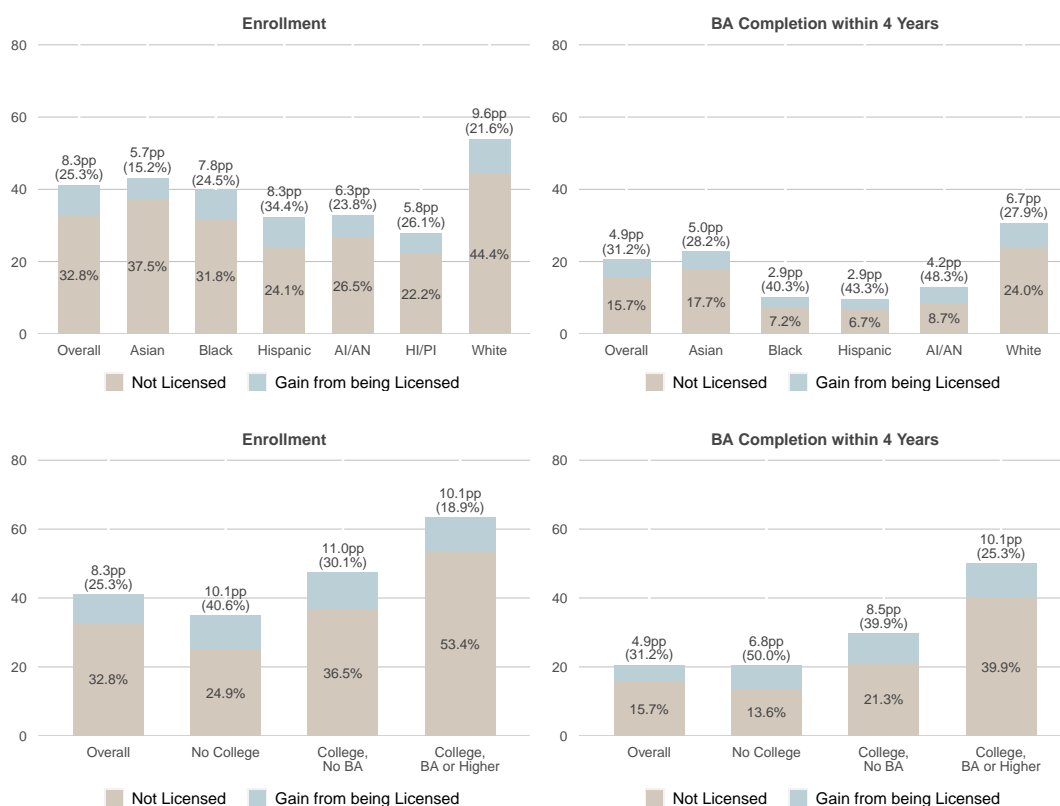 Enrollment
80
60
40
20
0
8.3pp
(25.3%)
32.8%
5.7pp
(15.2%)
37.5%
7.8pp
(24.5%)
31.8%
8.3pp
(34.4%)
24.1%
6.3pp
(23.8%)
26.5%
5.8pp
(26.1%)
22.2%
9.6pp
(21.6%)
44.4%
Overall Asian Black Hispanic AI/AN HI/PI White
Not Licensed Gain from being Licensed
BA Completion within 4 Years
80
60
40
20
0
4.9pp
(31.2%)
15.7%
5.0pp
(28.2%)
17.7%
2.9pp
(40.3%)
7.2%
2.9pp
(43.3%)
6.7%
4.2pp
(48.3%)
8.7%
6.7pp
(27.9%)
24.0%
Overall Asian Black Hispanic AI/AN White
Not Licensed Gain from being Licensed
Enrollment
80
60
40
20
0
8.3pp
(25.3%)
32.8%
10.1pp
(40.6%)
24.9%
11.0pp
(30.1%)
36.5%
10.1pp
(18.9%)
53.4%
Overall No College College, College,
No BA BA or Higher
Not Licensed Gain from being Licensed
BA Completion within 4 Years
80
60
40
20
0
4.9pp
(31.2%)
15.7%
6.8pp
(50.0%)
13.6%
8.5pp
(39.9%)
21.3%
10.1pp
(25.3%)
39.9%
Overall No College College, College,
No BA BA or Higher
Not Licensed Gain from being Licensed